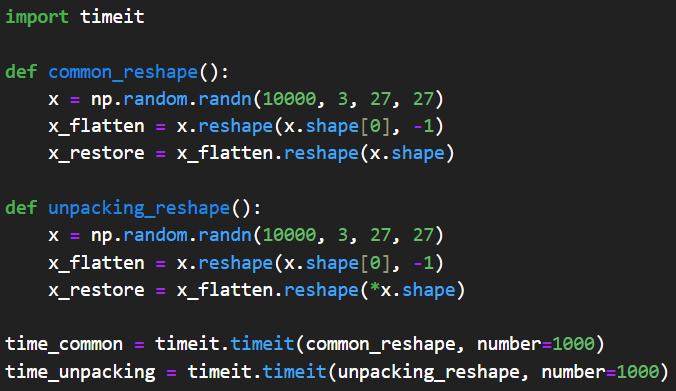 import timeit

def common_reshape():
    x = np.random.randn(10000, 3, 27, 27)
    x_flatten = x.reshape(x.shape[0], -1)
    x_restore = x_flatten.reshape(x.shape)

def unpacking_reshape():
    x = np.random.randn(10000, 3, 27, 27)
    x_flatten = x.reshape(x.shape[0], -1)
    x_restore = x_flatten.reshape(*x.shape)

time_common = timeit.timeit(common_reshape, number=1000)
time_unpacking = timeit.timeit(unpacking_reshape, number=1000)